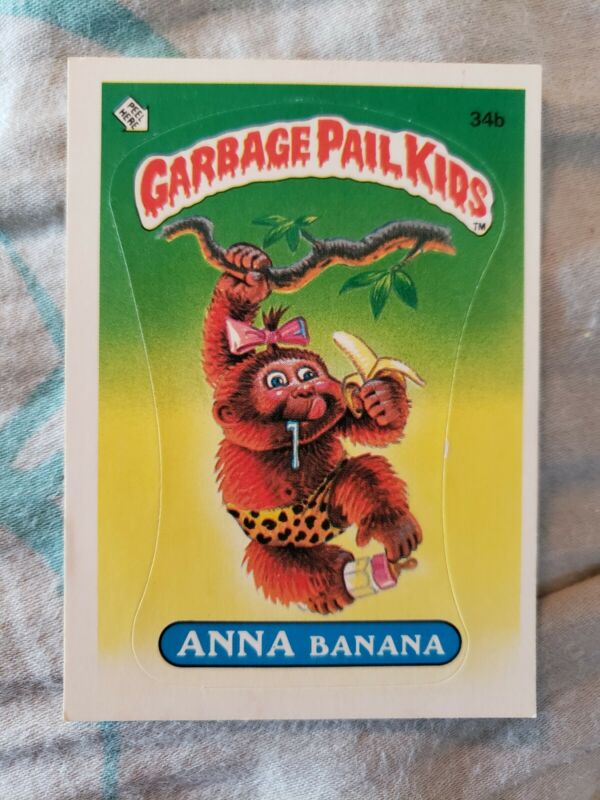 PEEL HERE
34b
GARBAGE PAIL KIDS
TM
ANNA BANANA